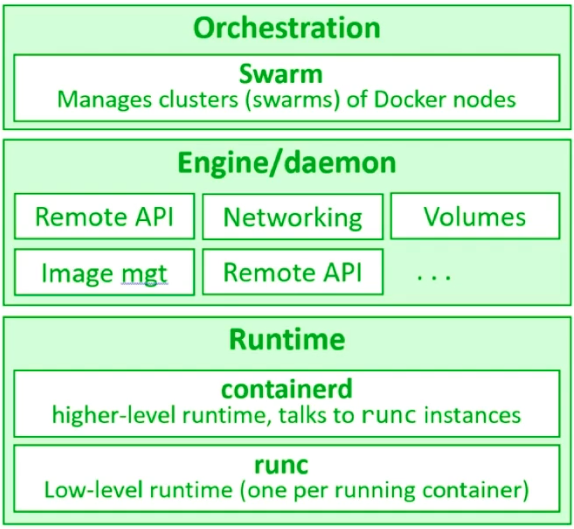 Orchestration
Swarm
Manages clusters (swarms) of Docker nodes
Engine/daemon
Remote API
Networking
Volumes
Image mgt
Remote API
...
Runtime
containerd
higher-level runtime, talks to runc instances
runc
Low-level runtime (one per running container)